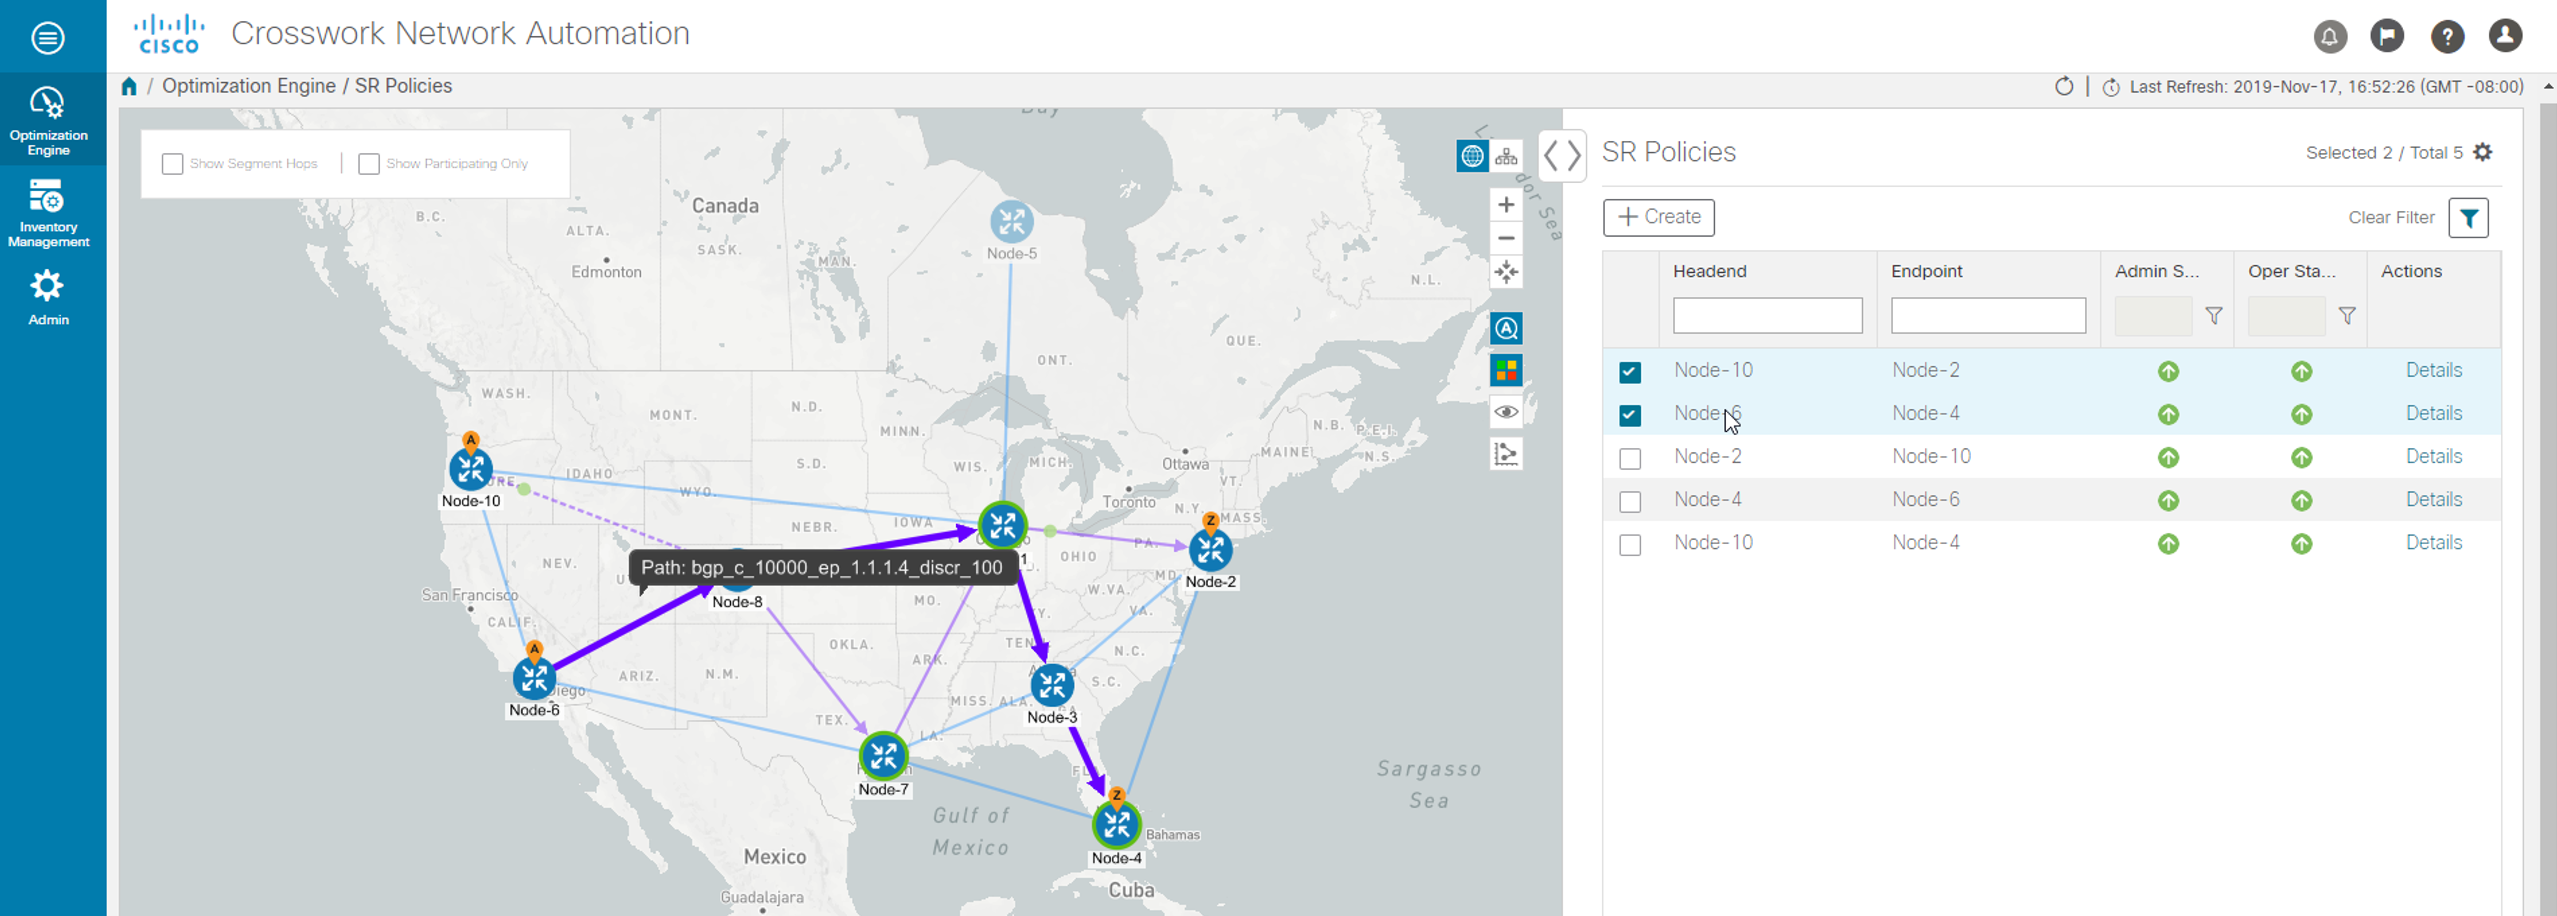 CISCO
Crosswork Network Automation
/ Optimization Engine / SR Policies
Last Refresh: 2019-Nov-17, 16:52:26 (GMT -08:00)
Optimization
Engine
Inventory
Management
Admin
Show Segment Hops | Show Participating Only
Bay
Canada
B.C.
ALTA.
SASK.
MAN.
Edmonton
Node-5
N.L.
ONT.
QUE.
WASH.
MONT.
N.D.
MINN.
N.B.
P.E.I.
MAINE
N.S.
Ottawa
WIS.
MICH.
S.D.
IDAHO
WYO.
VT.
Toronto
N.Y.
MASS.
A
Node-10
NEBR.
IOWA
Z
PA.
OHIO
Node-2
NEV.
Path: bgp_c_10000_ep_1.1.1.4_discr_100
MD.
W.VA.
VA.
San Francisco
Node-8
MO.
CALIF.
OKLA.
TEN
N.C.
ARK.
A
ARIZ.
N.M.
S.C.
Diego
Node-6
MISS.
ALA.
Node-3
TEX.
LA.
Node-7
Z
Gulf of
Mexico
Bahamas
Node-4
Sargasso
Sea
Mexico
Guadalajara
Cuba
SR Policies
Selected 2 / Total 5
+ Create
Clear Filter
Headend Endpoint Admin S... Oper Sta... Actions
Node-10 Node-2 Details
Node-6 Node-4 Details
Node-2 Node-10 Details
Node-4 Node-6 Details
Node-10 Node-4 Details